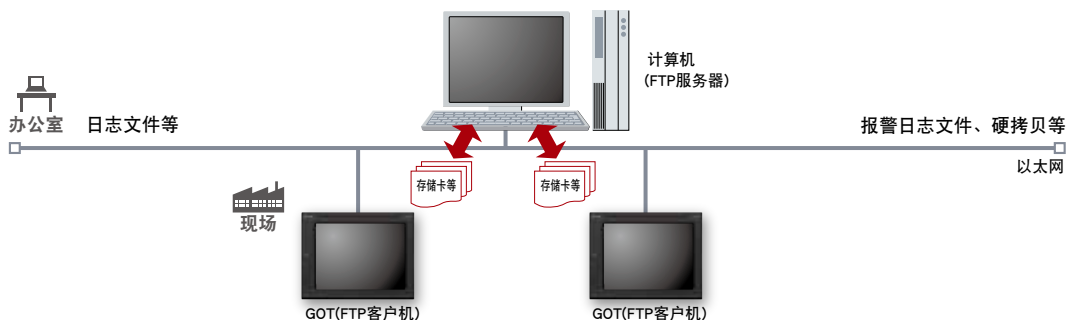 计算机
(FTP服务器)
办公室
日志文件等
报警日志文件、硬拷贝等
以太网
存储卡等
存储卡等
现场
GOT(FTP客户机)
GOT(FTP客户机)